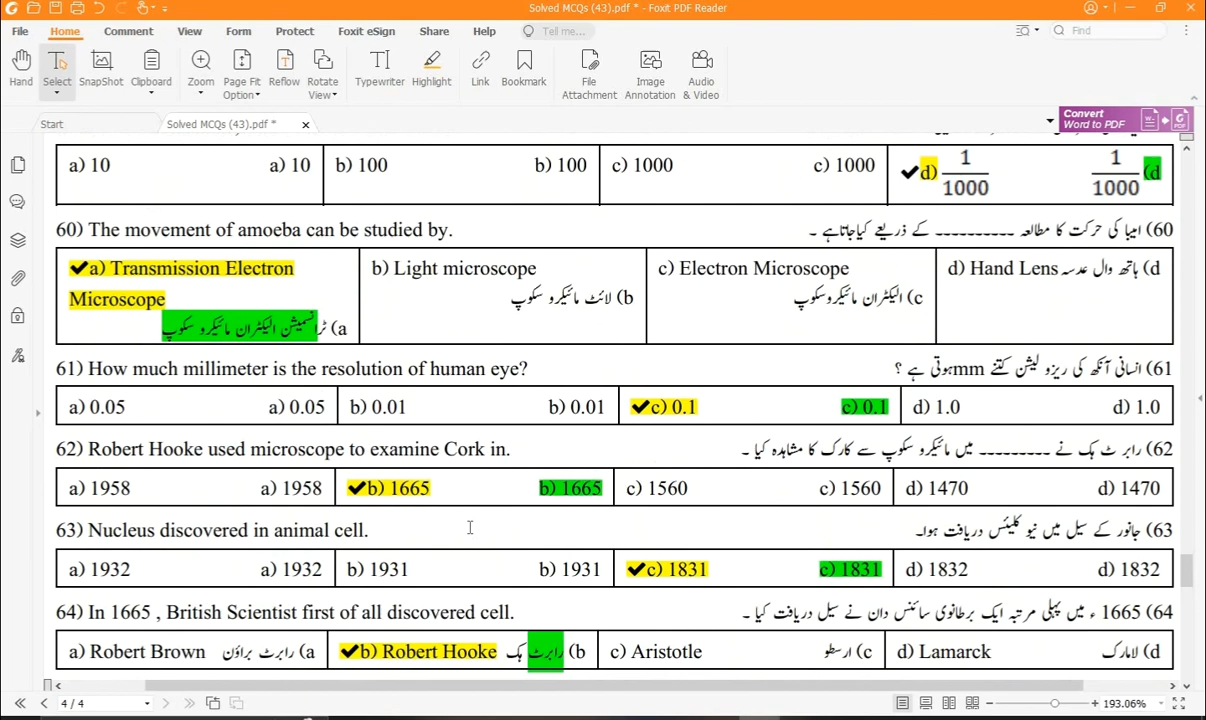 Solved MCQs (43).pdf * - Foxit PDF Reader
File Home Comment View Form Protect Foxit eSign Share Help Tell me... Find
Hand Select SnapShot Clipboard Zoom Page Fit Option Reflow Rotate View Typewriter Highlight Link Bookmark File Attachment Image Annotation Audio & Video
Start Solved MCQs (43).pdf * Convert Word to PDF
a) 10 a) 10 b) 100 b) 100 c) 1000 c) 1000 ✔d) 1/1000 1/1000 (d
60) The movement of amoeba can be studied by. 60) امیبا کی حرکت کا مطالعہ ---------- کے ذریعے کیا جاتا ہے ۔
✔a) Transmission Electron b) Light microscope c) Electron Microscope d) Hand Lens ہاتھ وال عدسہ (d
Microscope b) لائٹ مائیکرو سکوپ c) الیکٹران مائیکروسکوپ
a) ٹرانسمیشن الیکٹران مائیکرو سکوپ
61) How much millimeter is the resolution of human eye? 61) انسانی آنکھ کی ریزولیشن کتنے mm ہوتی ہے ؟
a) 0.05 a) 0.05 b) 0.01 b) 0.01 ✔c) 0.1 c) 0.1 d) 1.0 d) 1.0
62) Robert Hooke used microscope to examine Cork in. 62) رابرٹ ہک نے --------- میں مائیکرو سکوپ سے کارک کا مشاہدہ کیا ۔
a) 1958 a) 1958 ✔b) 1665 b) 1665 c) 1560 c) 1560 d) 1470 d) 1470
63) Nucleus discovered in animal cell. 63) جانور کے سیل میں نیو کلیئس دریافت ہوا۔
a) 1932 a) 1932 b) 1931 b) 1931 ✔c) 1831 c) 1831 d) 1832 d) 1832
64) In 1665 , British Scientist first of all discovered cell. 64) 1665 ء میں پہلی مرتبہ ایک برطانوی سائنس دان نے سیل دریافت کیا ۔
a) Robert Brown رابرٹ براؤن (a ✔b) Robert Hooke رابرٹ ہک (b c) Aristotle ارسطو (c d) Lamarck لامارک (d
4 / 4 193.06%